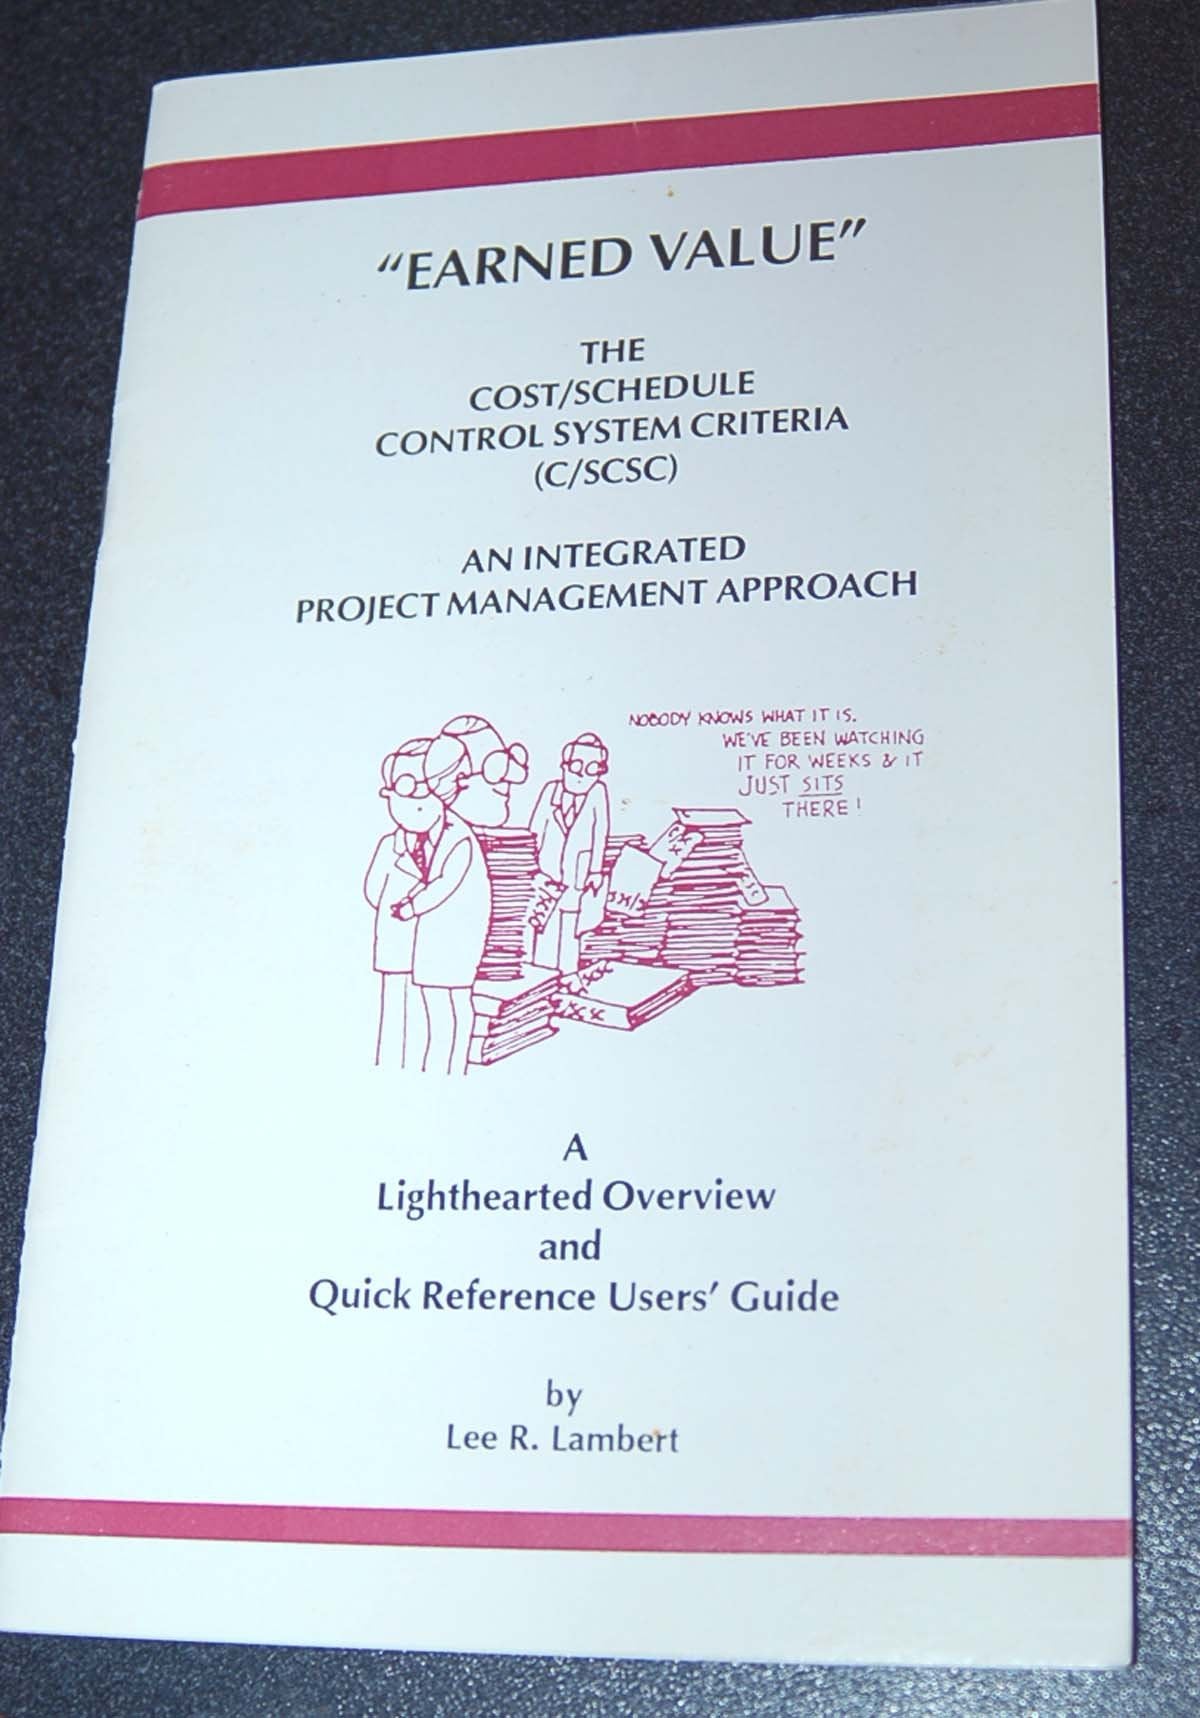 “EARNED VALUE”
THE
COST/SCHEDULE
CONTROL SYSTEM CRITERIA
(C/SCSC)
AN INTEGRATED
PROJECT MANAGEMENT APPROACH
NOBODY KNOWS WHAT IT IS.
WE'VE BEEN WATCHING
IT FOR WEEKS & IT
JUST SITS
THERE!
A
Lighthearted Overview
and
Quick Reference Users’ Guide
by
Lee R. Lambert